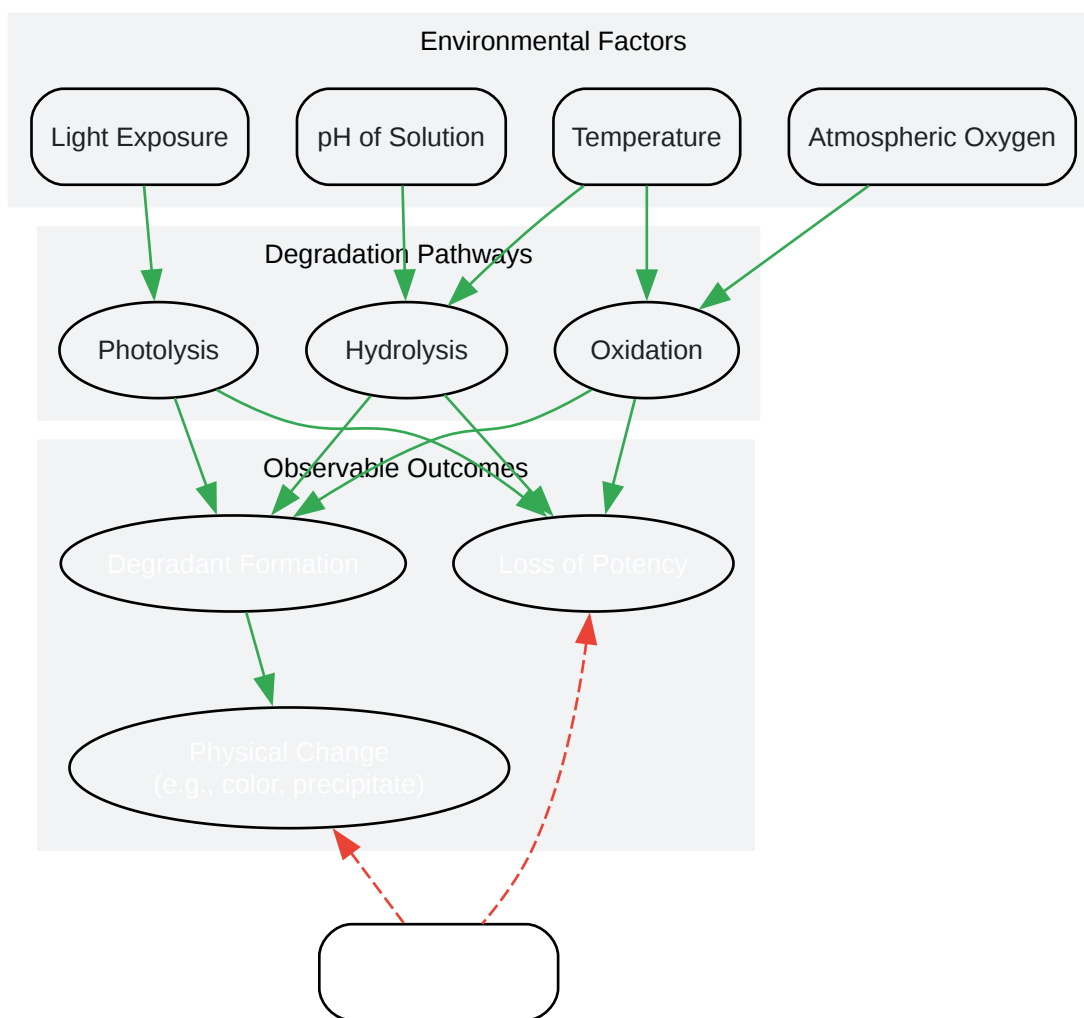 Environmental Factors
Light Exposure
pH of Solution
Temperature
Atmospheric Oxygen
Degradation Pathways
Photolysis
Hydrolysis
Oxidation
Observable Outcomes
Degradant Formation
Loss of Potency
Physical Change
(e.g., color, precipitate)